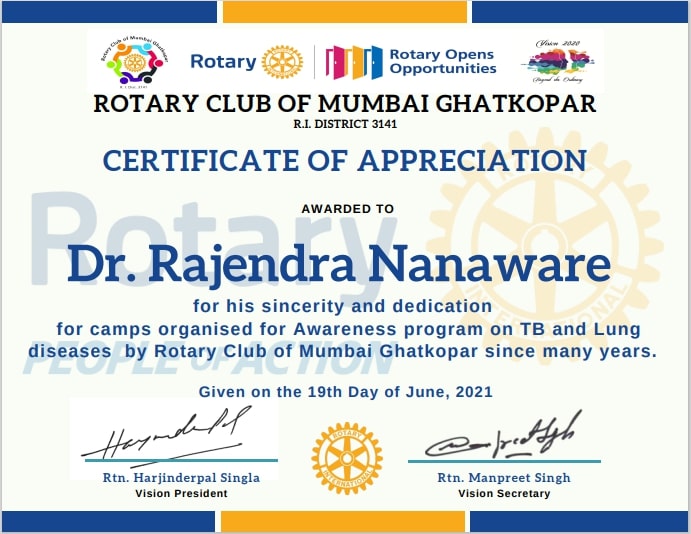 Rotary Club of Mumbai Ghatkopar
R. I. Dist. 3141
Rotary
Rotary Opens
Opportunities
Vision 2020
Beyond the Ordinary
ROTARY CLUB OF MUMBAI GHATKOPAR
R.I. DISTRICT 3141
CERTIFICATE OF APPRECIATION
AWARDED TO
Rotary
ROTARY
INTERNATIONAL
Dr. Rajendra Nanaware
for his sincerity and dedication
for camps organised for Awareness program on TB and Lung
diseases by Rotary Club of Mumbai Ghatkopar since many years.
PEOPLE OF ACTION
Given on the 19th Day of June, 2021
ROTARY
INTERNATIONAL
Rtn. Harjinderpal Singla
Vision President
Rtn. Manpreet Singh
Vision Secretary